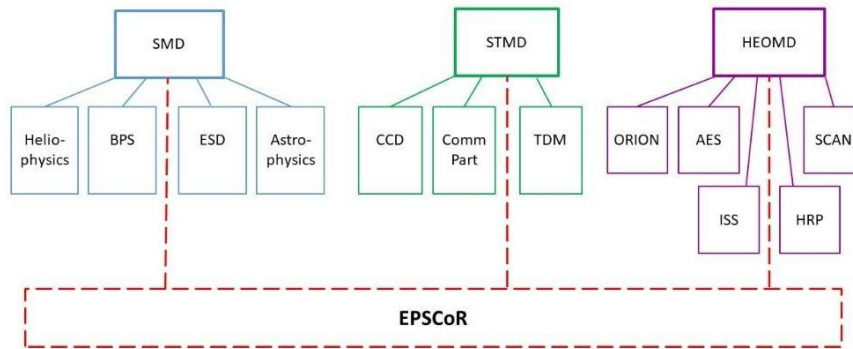 SMD
STMD
HEOMD
Helio-
physics
BPS
ESD
Astro-
physics
CCD
Comm
Part
TDM
ORION
AES
SCAN
ISS
HRP
EPSCoR